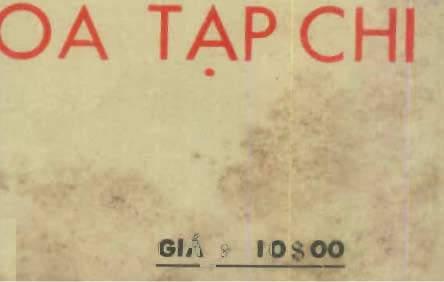 OA TẠP CHI
GIÁ : 10$00